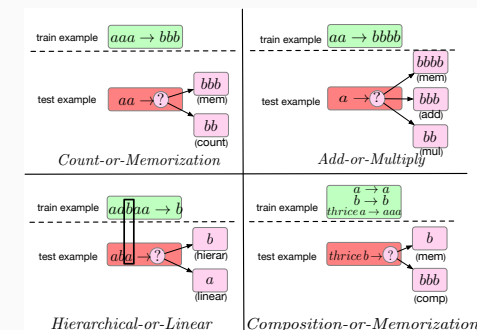 train example
aaa → bbb
test example
aa → ?
bbb
(mem)
bb
(count)
Count-or-Memorization
train example
aa → bbbb
test example
a → ?
bbbb
(mem)
bbb
(add)
bb
(mul)
Add-or-Multiply
train example
aabaa → b
test example
aba → ?
b
(hierar)
a
(linear)
Hierarchical-or-Linear
train example
a → a
b → b
thrice a → aaa
test example
thrice b → ?
b
(mem)
bbb
(comp)
Composition-or-Memorization